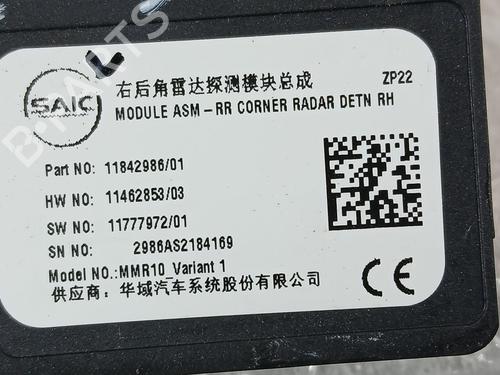 SAIC
右后角雷达探测模块总成 ZP22
MODULE ASM-RR CORNER RADAR DETN RH
Part NO: 11842986/01
HW NO: 11462853/03
SW NO: 11777972/01
SN NO: 2986AS2184169
Model NO.:MMR10_Variant 1
供应商：华域汽车系统股份有限公司
CE
B-PARTS